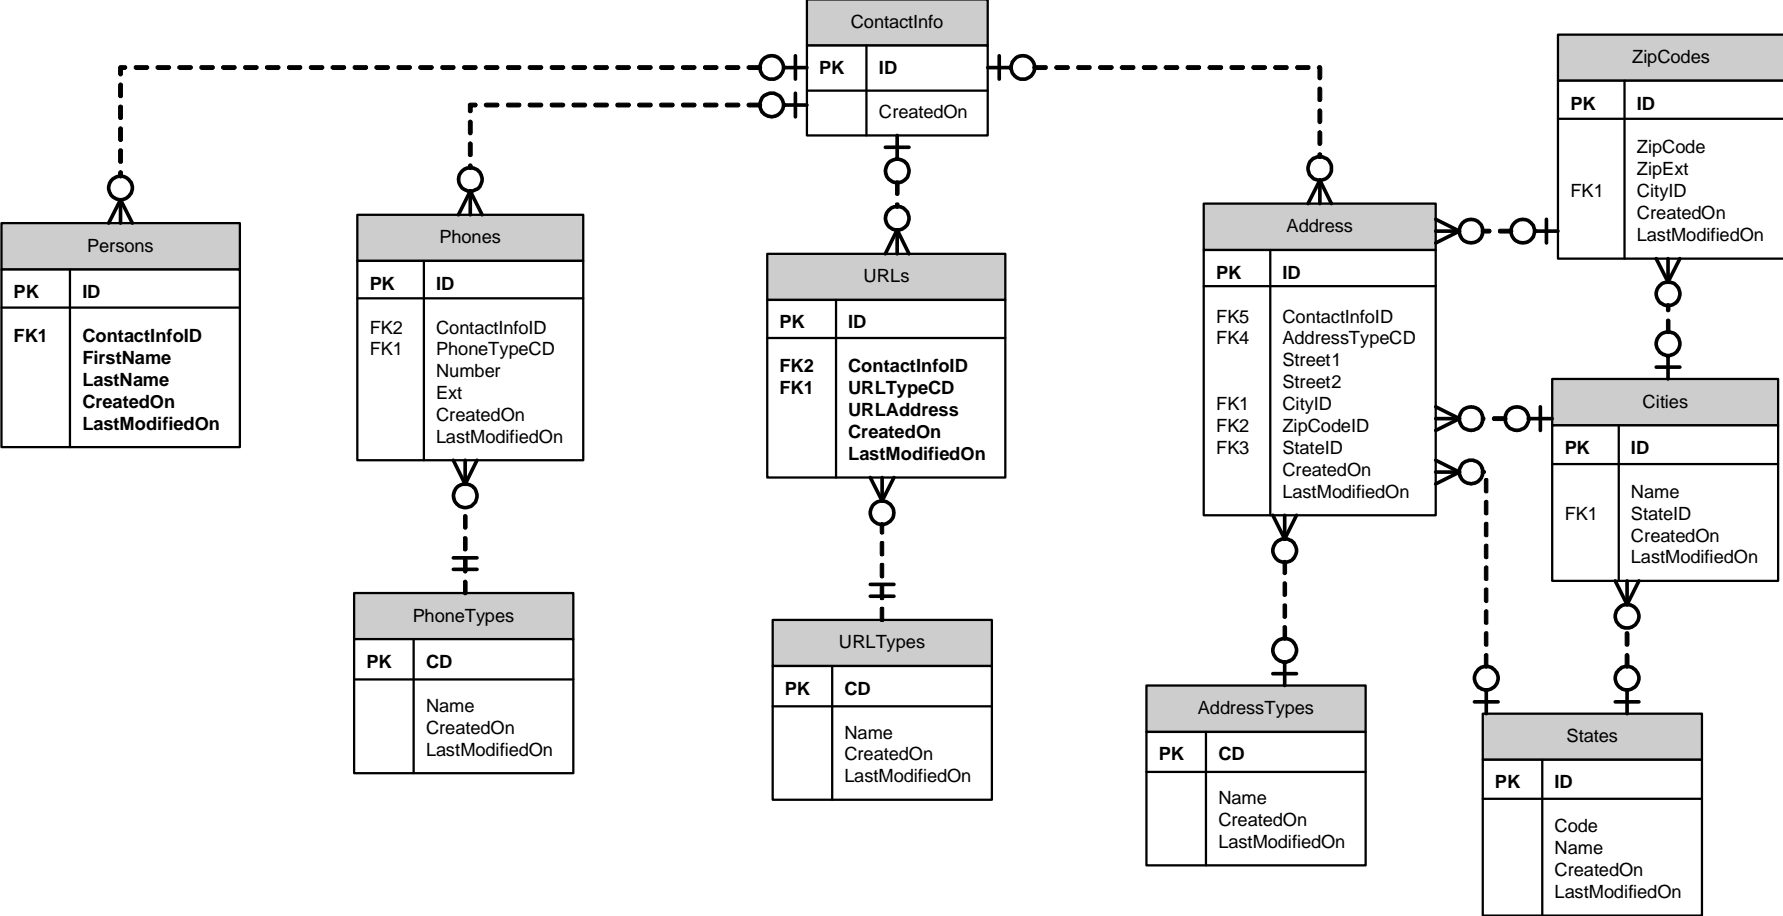 ContactInfo
PK ID
CreatedOn
ZipCodes
PK ID
ZipCode
ZipExt
FK1 CityID
CreatedOn
LastModifiedOn
Persons
PK ID
FK1 ContactInfoID
FirstName
LastName
CreatedOn
LastModifiedOn
Phones
PK ID
FK2 ContactInfoID
FK1 PhoneTypeCD
Number
Ext
CreatedOn
LastModifiedOn
URLs
PK ID
FK2 ContactInfoID
FK1 URLTypeCD
URLAddress
CreatedOn
LastModifiedOn
Address
PK ID
FK5 ContactInfoID
FK4 AddressTypeCD
Street1
Street2
FK1 CityID
FK2 ZipCodeID
FK3 StateID
CreatedOn
LastModifiedOn
Cities
PK ID
Name
FK1 StateID
CreatedOn
LastModifiedOn
PhoneTypes
PK CD
Name
CreatedOn
LastModifiedOn
URLTypes
PK CD
Name
CreatedOn
LastModifiedOn
AddressTypes
PK CD
Name
CreatedOn
LastModifiedOn
States
PK ID
Code
Name
CreatedOn
LastModifiedOn